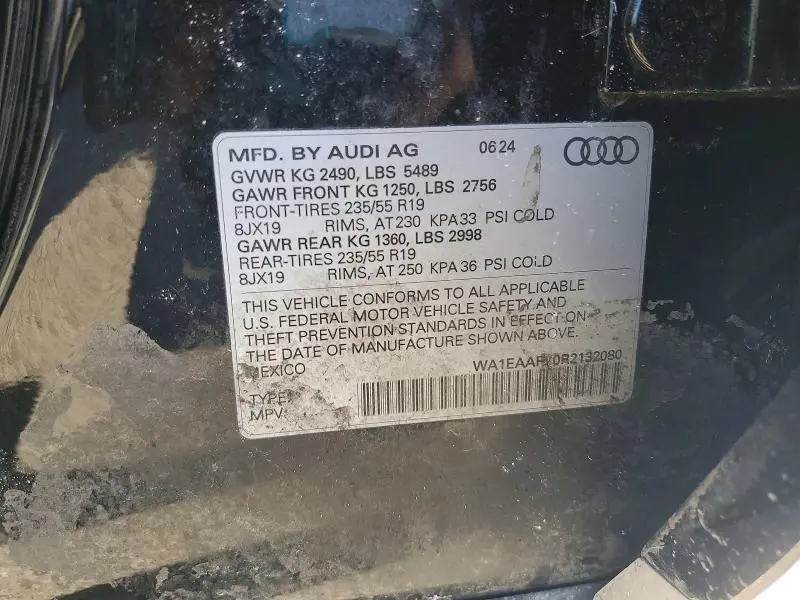 MFD. BY AUDI AG 06 24
GVWR KG 2490, LBS 5489
GAWR FRONT KG 1250, LBS 2756
FRONT-TIRES 235/55 R19
8JX19 RIMS, AT 230 KPA 33 PSI COLD
GAWR REAR KG 1360, LBS 2998
REAR-TIRES 235/55 R19
8JX19 RIMS, AT 250 KPA 36 PSI COLD
THIS VEHICLE CONFORMS TO ALL APPLICABLE
U.S. FEDERAL MOTOR VEHICLE SAFETY AND
THEFT PREVENTION STANDARDS IN EFFECT ON
THE DATE OF MANUFACTURE SHOWN ABOVE.
MEXICO WA1EAAFY0R2132080
TYPE:
MPV